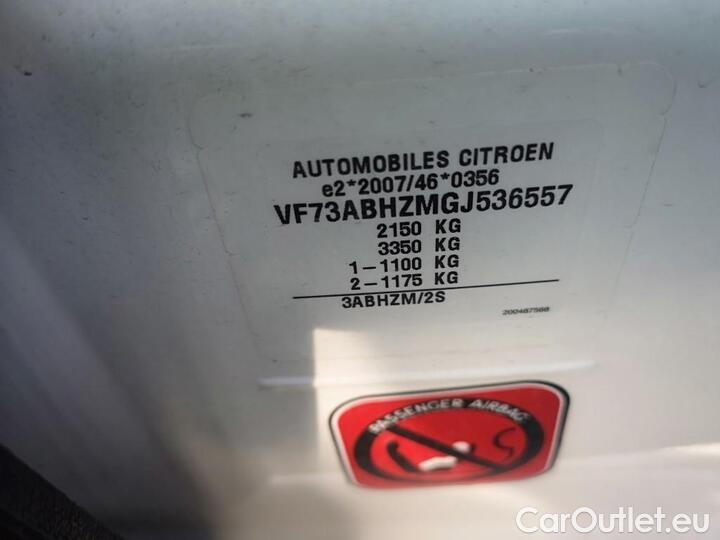 AUTOMOBILES CITROEN
e2*2007/46*0356
VF73ABHZMGJ536557
2150 KG
3350 KG
1-1100 KG
2-1175 KG
3ABHZM/2S
200487588
PASSENGER AIRBAG
CarOutlet.eu